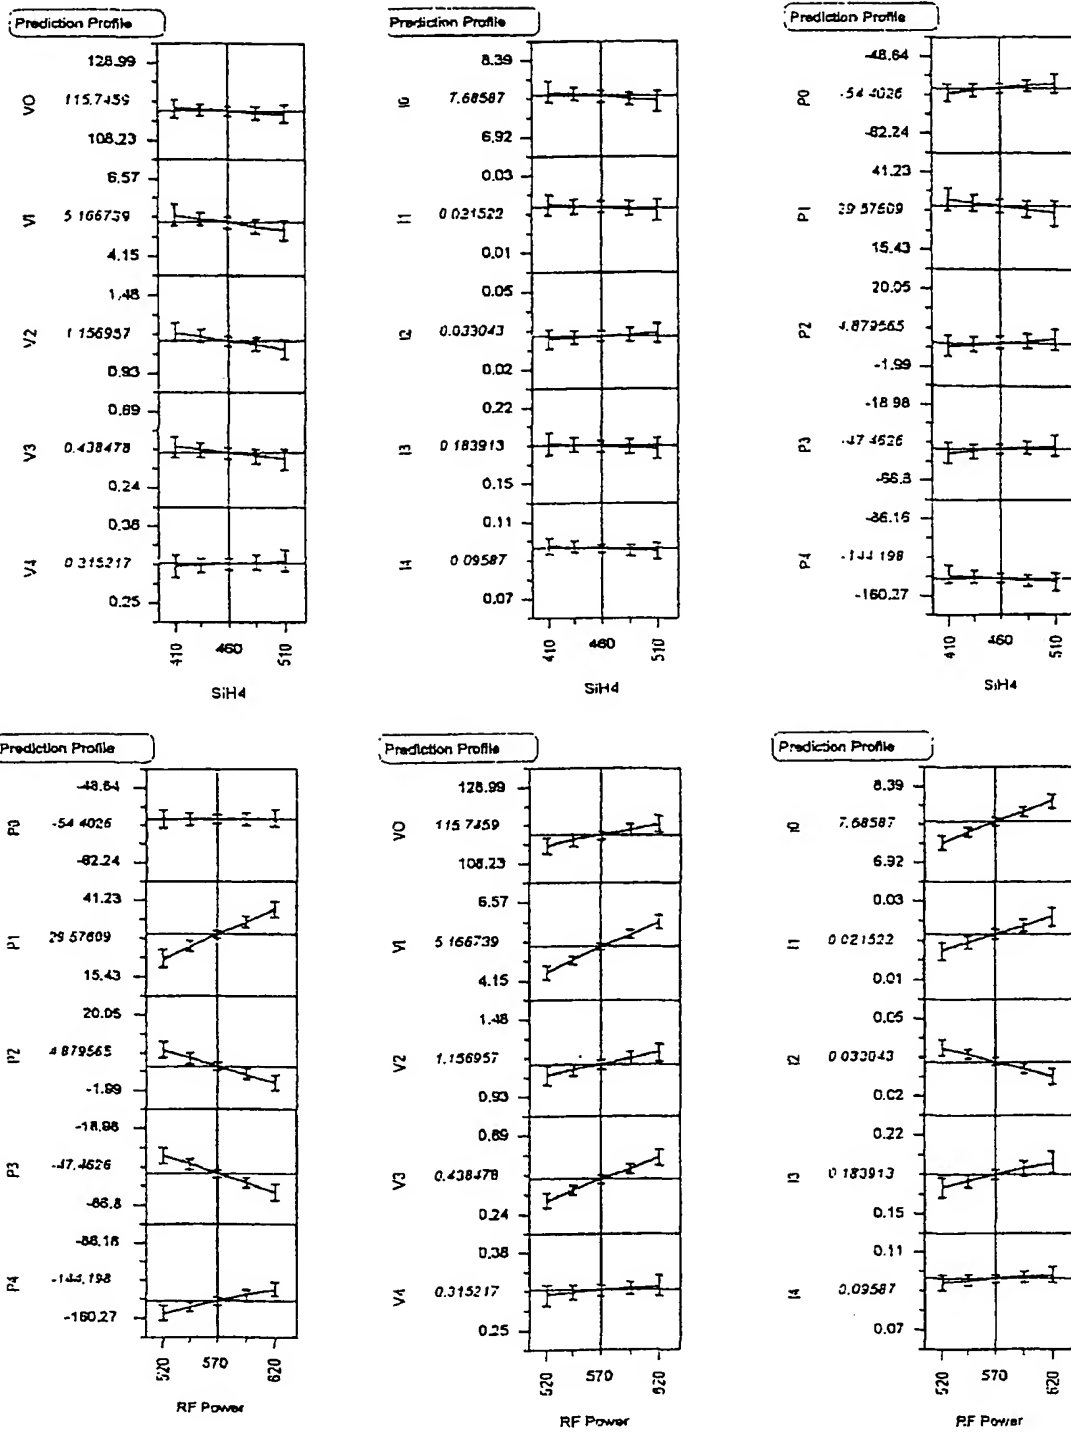 Prediction Profile
128.99
V0 115.7459
108.23
6.57
V1 5.166739
4.15
1.48
V2 1.156957
0.93
0.69
V3 0.438478
0.24
0.38
V4 0.315217
0.25
410 460 510
SiH4
Prediction Profile
8.39
I0 7.68587
6.92
0.03
I1 0.021522
0.01
0.05
I2 0.033043
0.02
0.22
I3 0.183913
0.15
0.11
I4 0.09587
0.07
410 460 510
SiH4
Prediction Profile
-48.64
P0 -54.4026
-62.24
41.23
P1 29.57609
15.43
20.05
P2 4.879565
-1.99
-18.98
P3 -47.4626
-66.8
-86.16
P4 -144.198
-160.27
410 460 510
SiH4
Prediction Profile
-48.64
P0 -54.4026
-62.24
41.23
P1 29.57609
15.43
20.05
P2 4.879565
-1.99
-18.98
P3 -47.4626
-66.8
-86.16
P4 -144.198
-160.27
520 570 620
RF Power
Prediction Profile
128.99
V0 115.7459
108.23
6.57
V1 5.166739
4.15
1.48
V2 1.156957
0.93
0.69
V3 0.438478
0.24
0.38
V4 0.315217
0.25
520 570 620
RF Power
Prediction Profile
8.39
I0 7.68587
6.92
0.03
I1 0.021522
0.01
0.05
I2 0.033043
0.02
0.22
I3 0.183913
0.15
0.11
I4 0.09587
0.07
520 570 620
RF Power